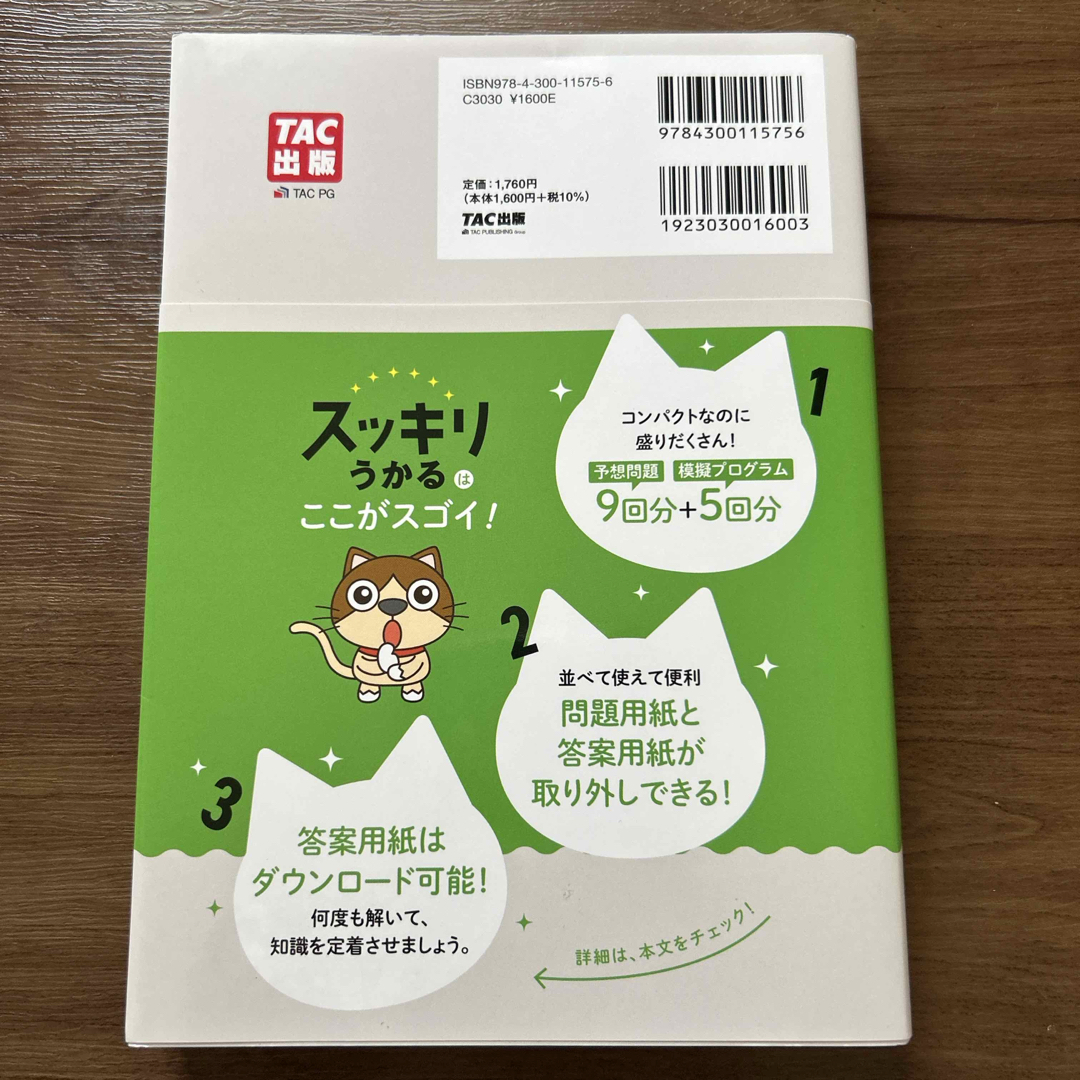 TAC
出版
TAC PG
ISBN978-4-300-11575-6
C3030 ¥1600E
9784300115756
定価：1,760円
（本体1,600円＋税10%）
TAC出版
TAC PUBLISHING Group
1923030016003
スッキリ
うかるは
ここがスゴイ！
1
コンパクトなのに
盛りだくさん！
予想問題 模擬プログラム
9回分+5回分
2
並べて使えて便利
問題用紙と
答案用紙が
取り外しできる！
3
答案用紙は
ダウンロード可能！
何度も解いて、
知識を定着させましょう。
詳細は、本文をチェック！